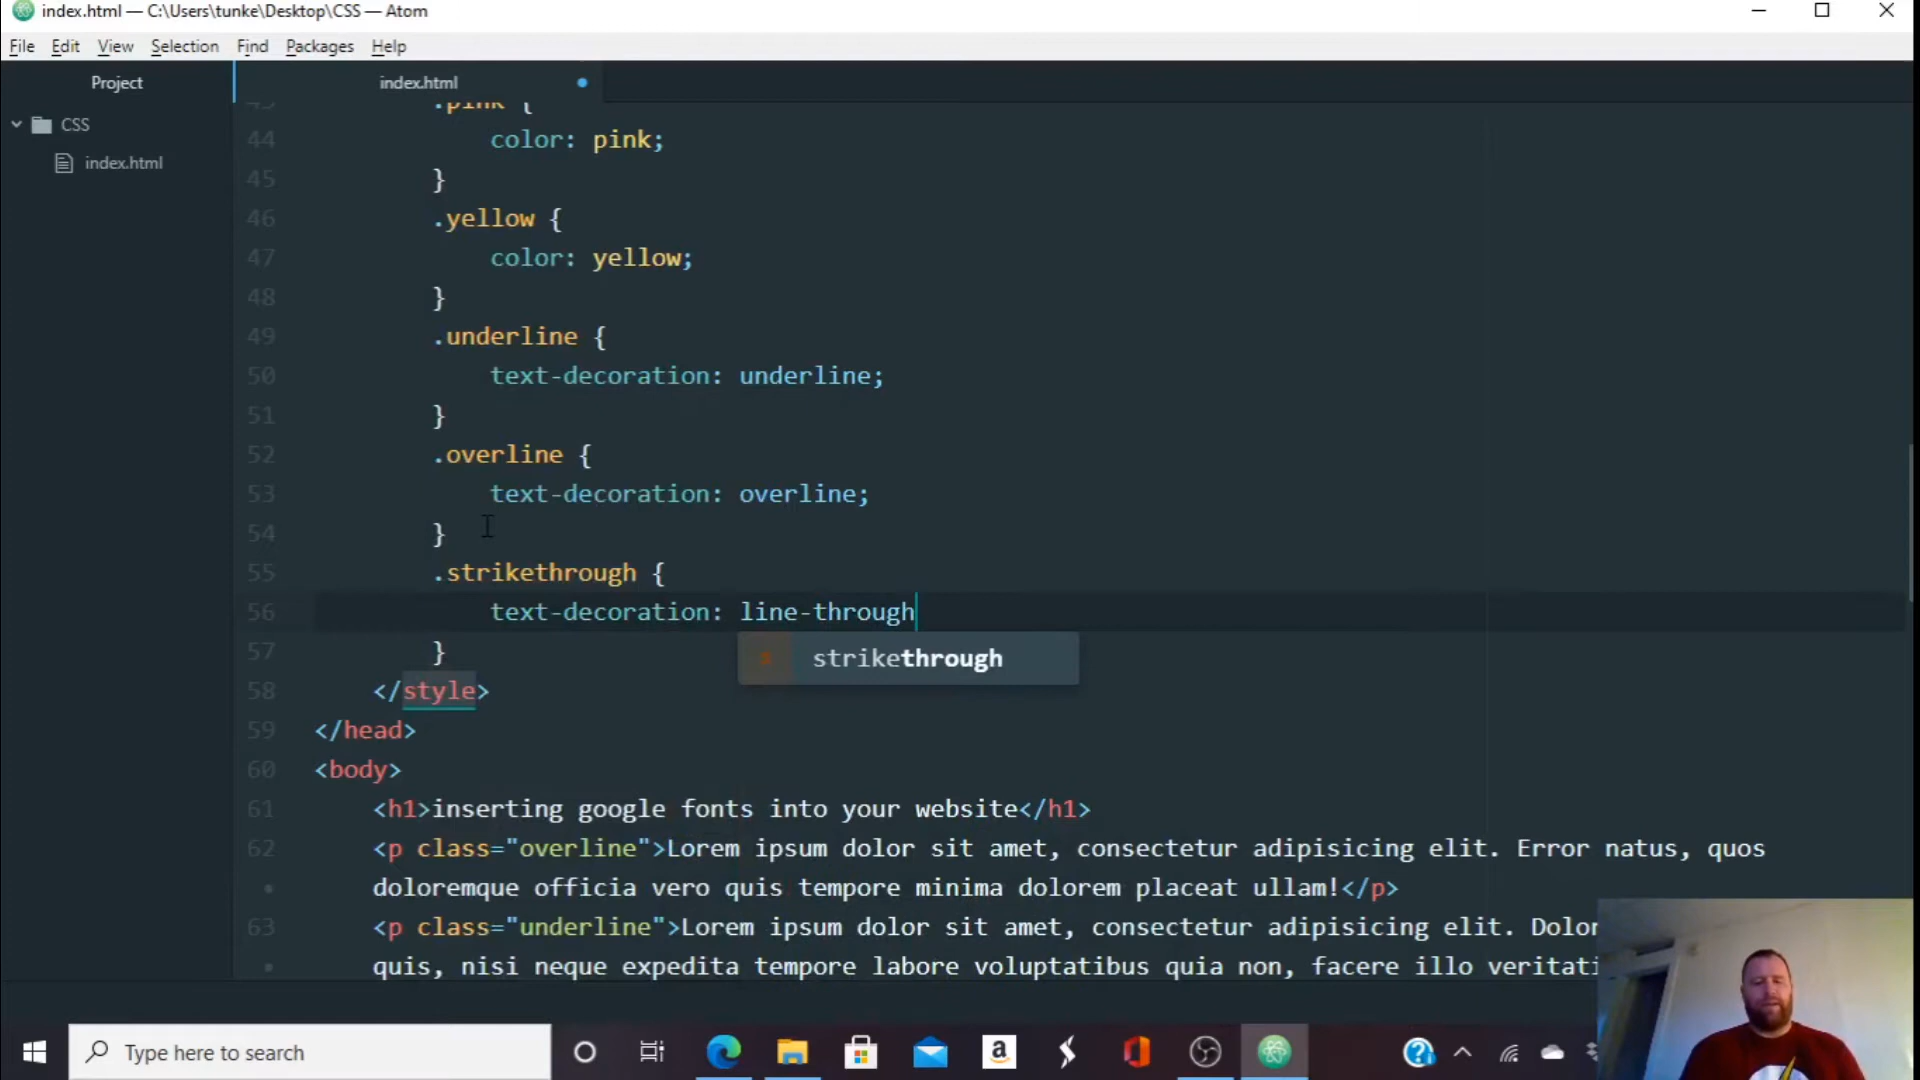 index.html — C:\Users\tunke\Desktop\CSS — Atom
File Edit View Selection Find Packages Help
Project
index.html
CSS
index.html
.pink {
44 color: pink;
45 }
46 .yellow {
47 color: yellow;
48 }
49 .underline {
50 text-decoration: underline;
51 }
52 .overline {
53 text-decoration: overline;
54 }
55 .strikethrough {
56 text-decoration: line-through
57 }
strikethrough
58 </style>
59 </head>
60 <body>
61 <h1>inserting google fonts into your website</h1>
62 <p class="overline">Lorem ipsum dolor sit amet, consectetur adipisicing elit. Error natus, quos
doloremque officia vero quis tempore minima dolorem placeat ullam!</p>
63 <p class="underline">Lorem ipsum dolor sit amet, consectetur adipisicing elit. Dolor
quis, nisi neque expedita tempore labore voluptatibus quia non, facere illo veritati
Type here to search